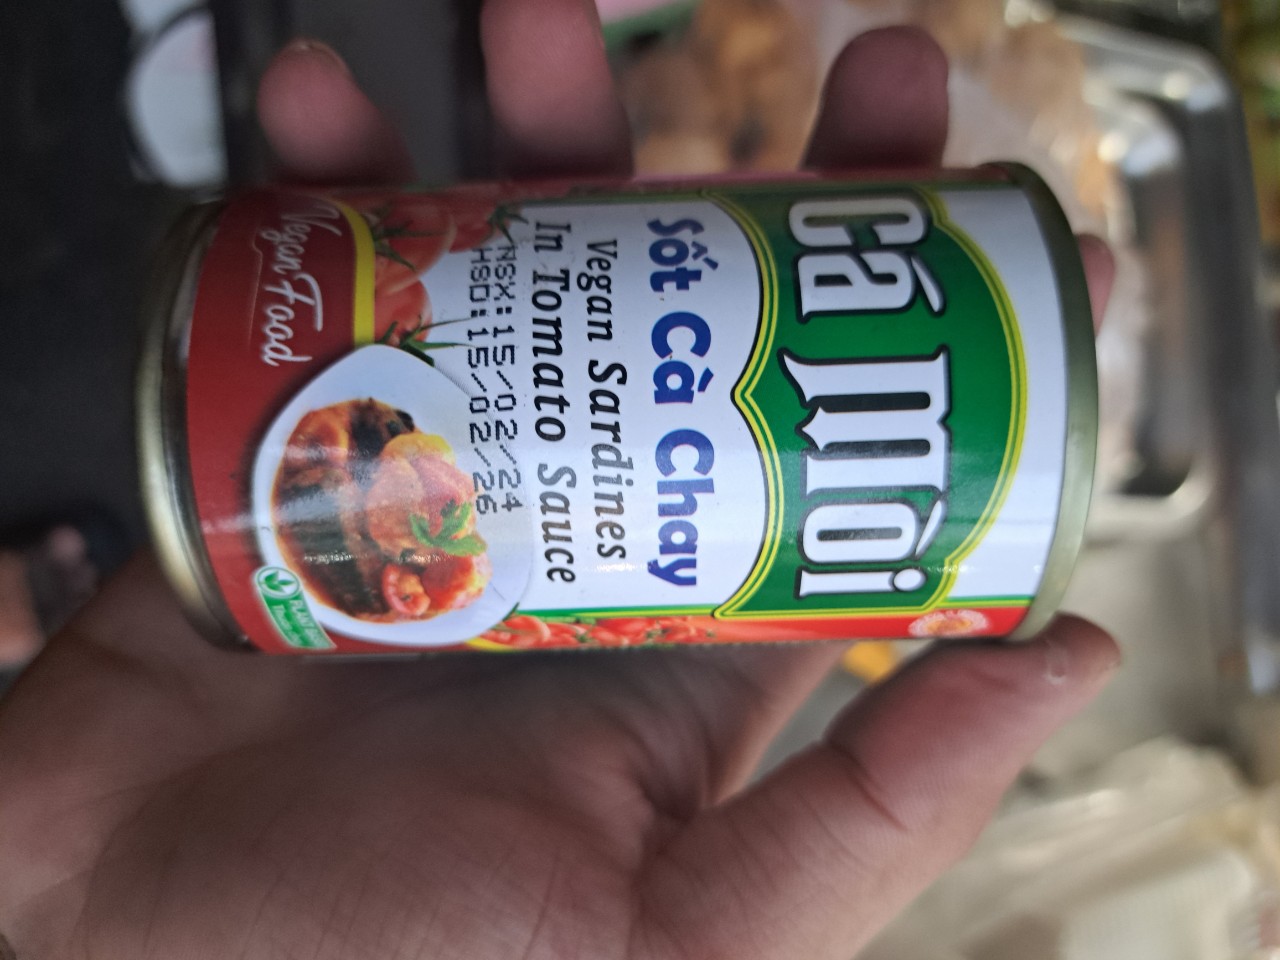 Cá Mòi
Sốt Cà Chay
Vegan Sardines
In Tomato Sauce
NSX:15/02/24
HSD:15/02/26
Vegan Food